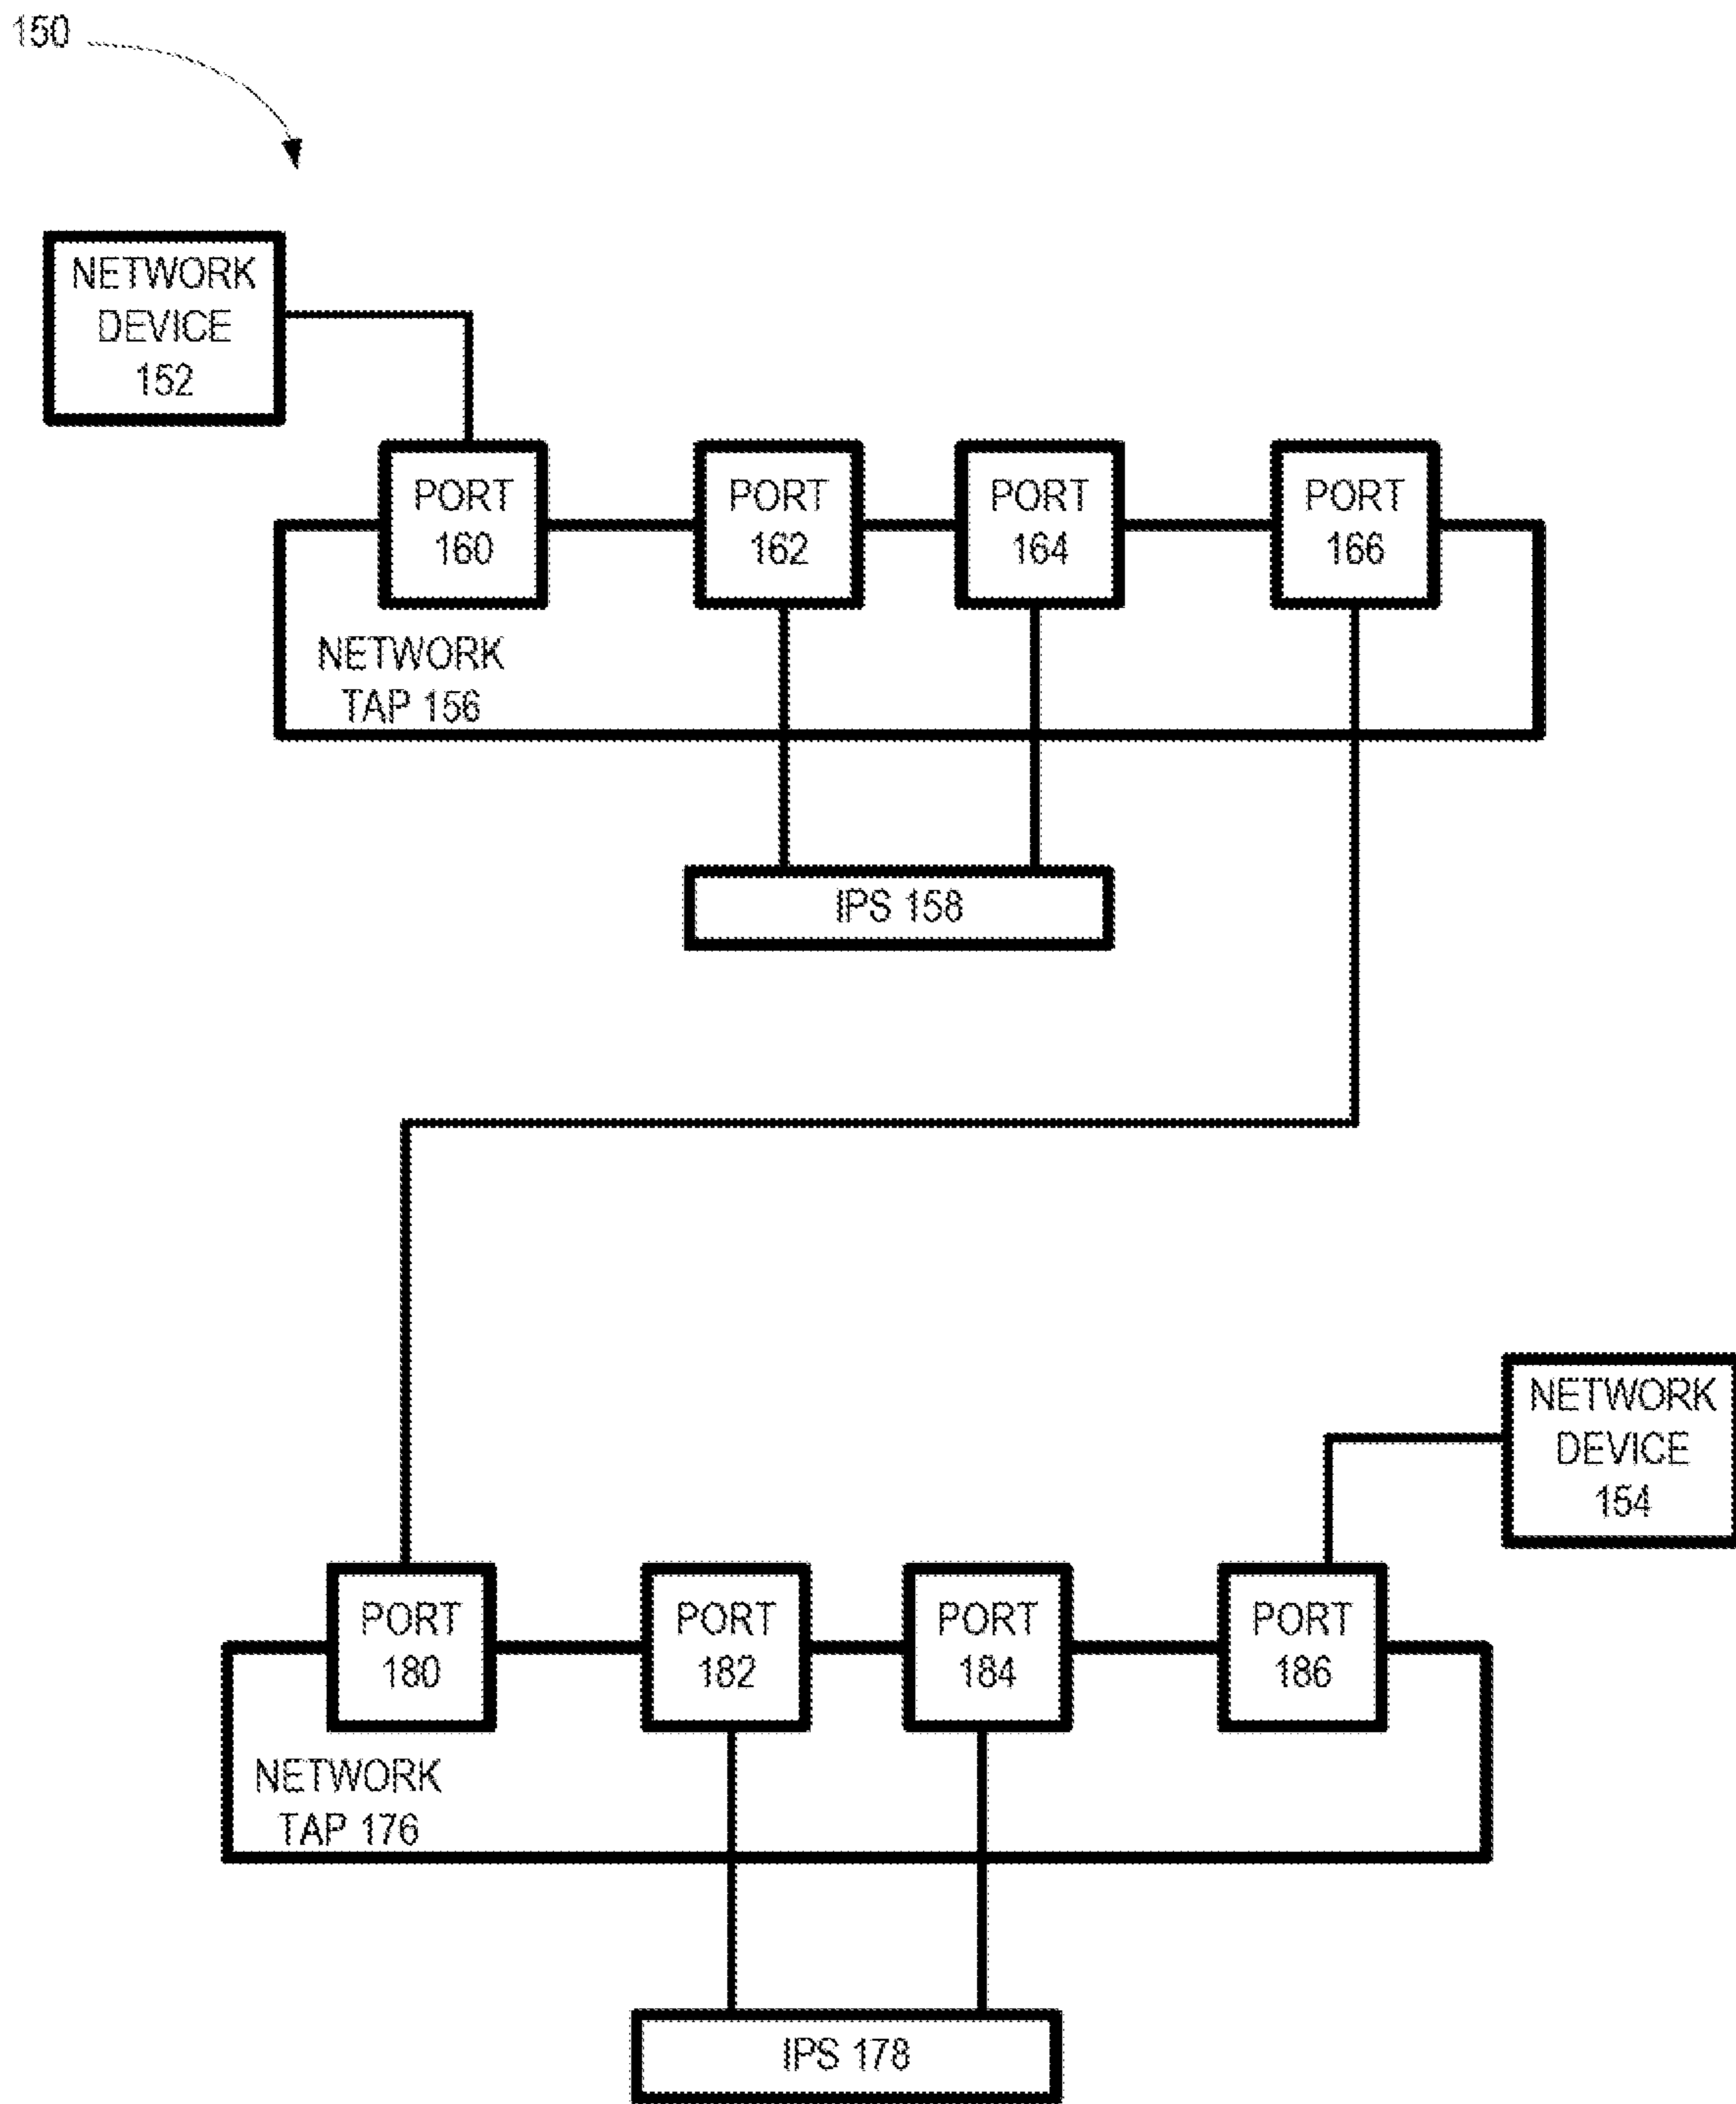 150
NETWORK
DEVICE
152
PORT
160
PORT
162
PORT
164
PORT
166
NETWORK
TAP 156
IPS 158
NETWORK
DEVICE
154
PORT
180
PORT
182
PORT
184
PORT
186
NETWORK
TAP 176
IPS 178